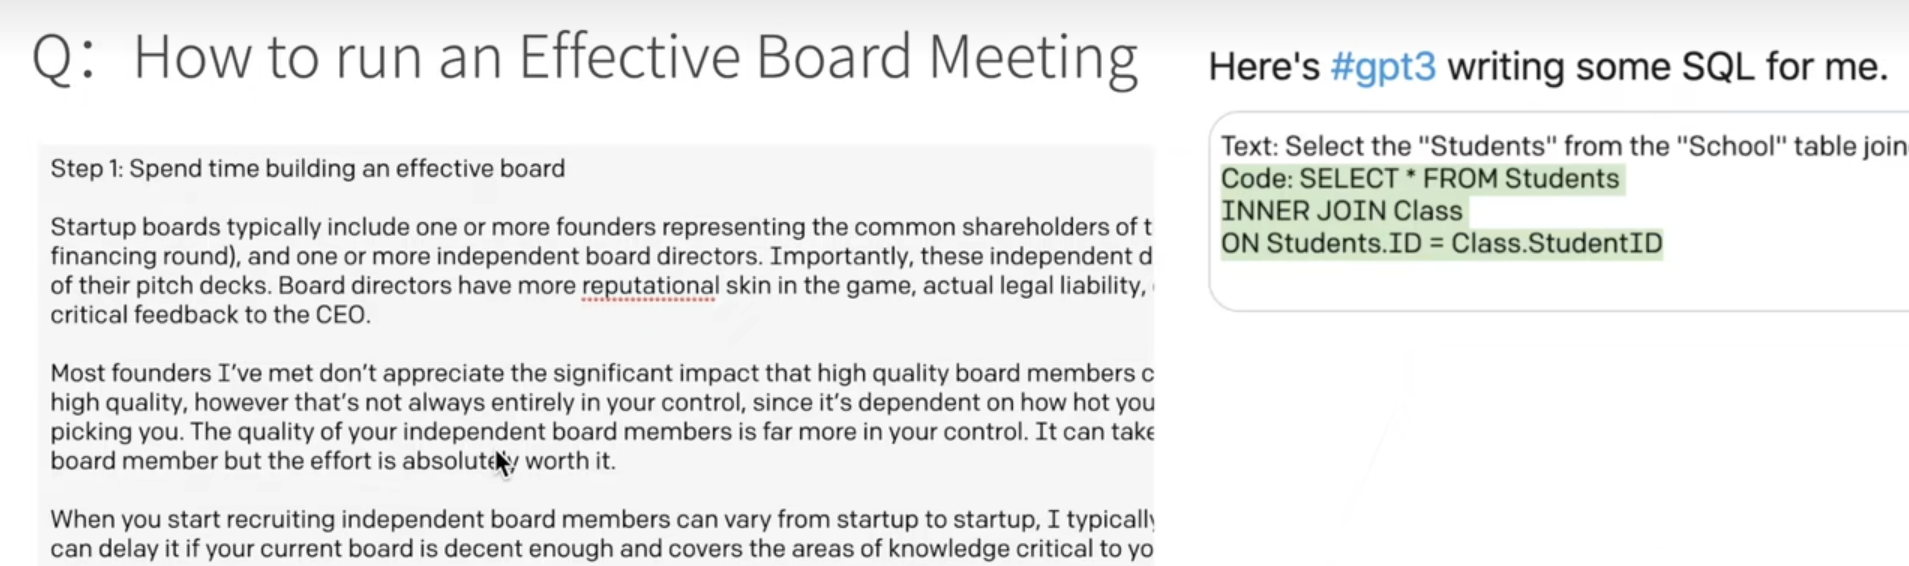 Q: How to run an Effective Board Meeting
Step 1: Spend time building an effective board
Startup boards typically include one or more founders representing the common shareholders of t
financing round), and one or more independent board directors. Importantly, these independent d
of their pitch decks. Board directors have more reputational skin in the game, actual legal liability,
critical feedback to the CEO.
Most founders I've met don't appreciate the significant impact that high quality board members c
high quality, however that's not always entirely in your control, since it's dependent on how hot you
picking you. The quality of your independent board members is far more in your control. It can take
board member but the effort is absolutely worth it.
When you start recruiting independent board members can vary from startup to startup, I typically
can delay it if your current board is decent enough and covers the areas of knowledge critical to yo
Here's #gpt3 writing some SQL for me.
Text: Select the "Students" from the "School" table join
Code: SELECT * FROM Students
INNER JOIN Class
ON Students.ID = Class.StudentID